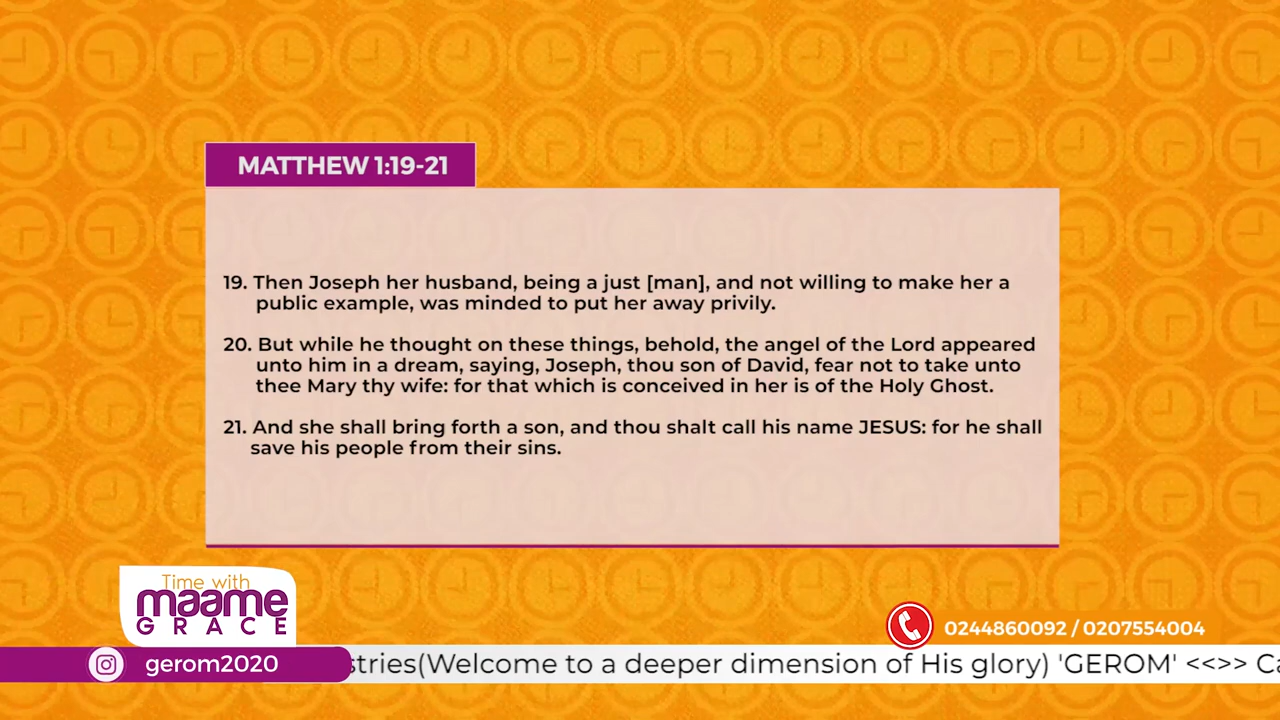 MATTHEW 1:19-21
19. Then Joseph her husband, being a just [man], and not willing to make her a
public example, was minded to put her away privily.
20. But while he thought on these things, behold, the angel of the Lord appeared
unto him in a dream, saying, Joseph, thou son of David, fear not to take unto
thee Mary thy wife: for that which is conceived in her is of the Holy Ghost.
21. And she shall bring forth a son, and thou shalt call his name JESUS: for he shall
save his people from their sins.
Time with
maame
GRACE
0244860092 / 0207554004
gerom2020
stries(Welcome to a deeper dimension of His glory) 'GEROM' <<>> Ca